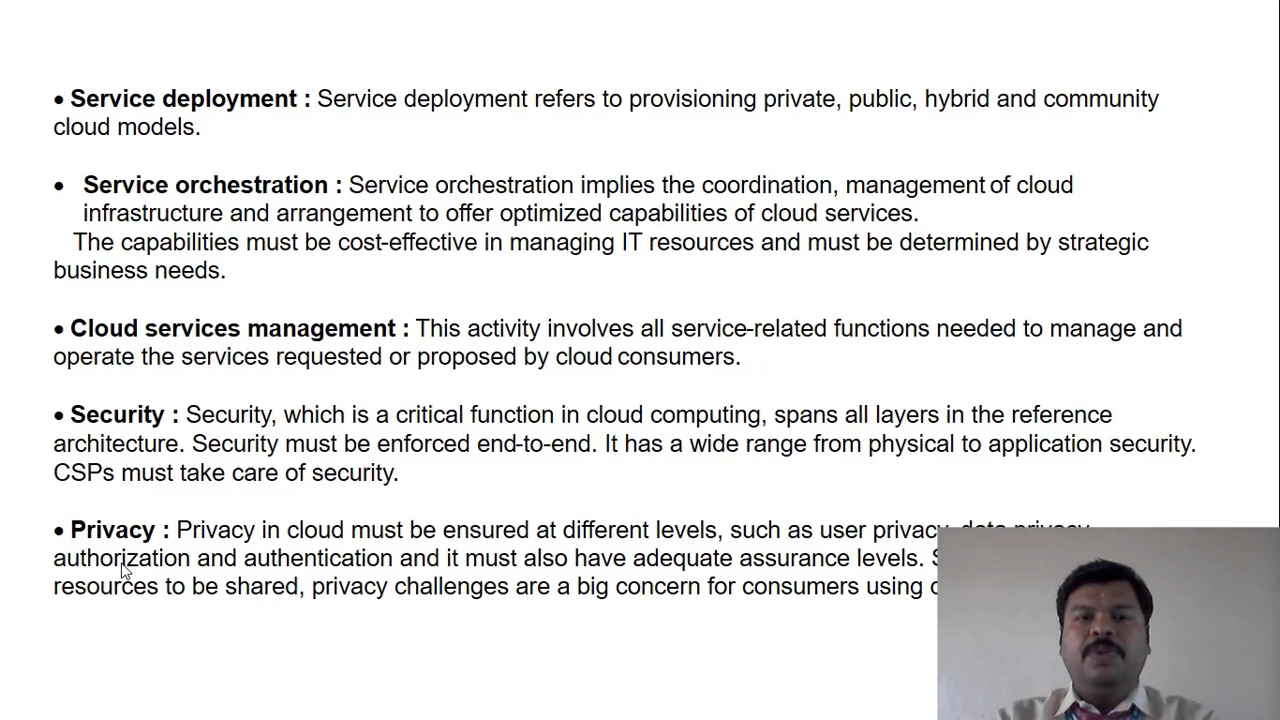 • Service deployment : Service deployment refers to provisioning private, public, hybrid and community
cloud models.
• Service orchestration : Service orchestration implies the coordination, management of cloud
infrastructure and arrangement to offer optimized capabilities of cloud services.
The capabilities must be cost-effective in managing IT resources and must be determined by strategic
business needs.
• Cloud services management : This activity involves all service-related functions needed to manage and
operate the services requested or proposed by cloud consumers.
• Security : Security, which is a critical function in cloud computing, spans all layers in the reference
architecture. Security must be enforced end-to-end. It has a wide range from physical to application security.
CSPs must take care of security.
• Privacy : Privacy in cloud must be ensured at different levels, such as user privacy, data privacy,
authorization and authentication and it must also have adequate assurance levels.
resources to be shared, privacy challenges are a big concern for consumers using